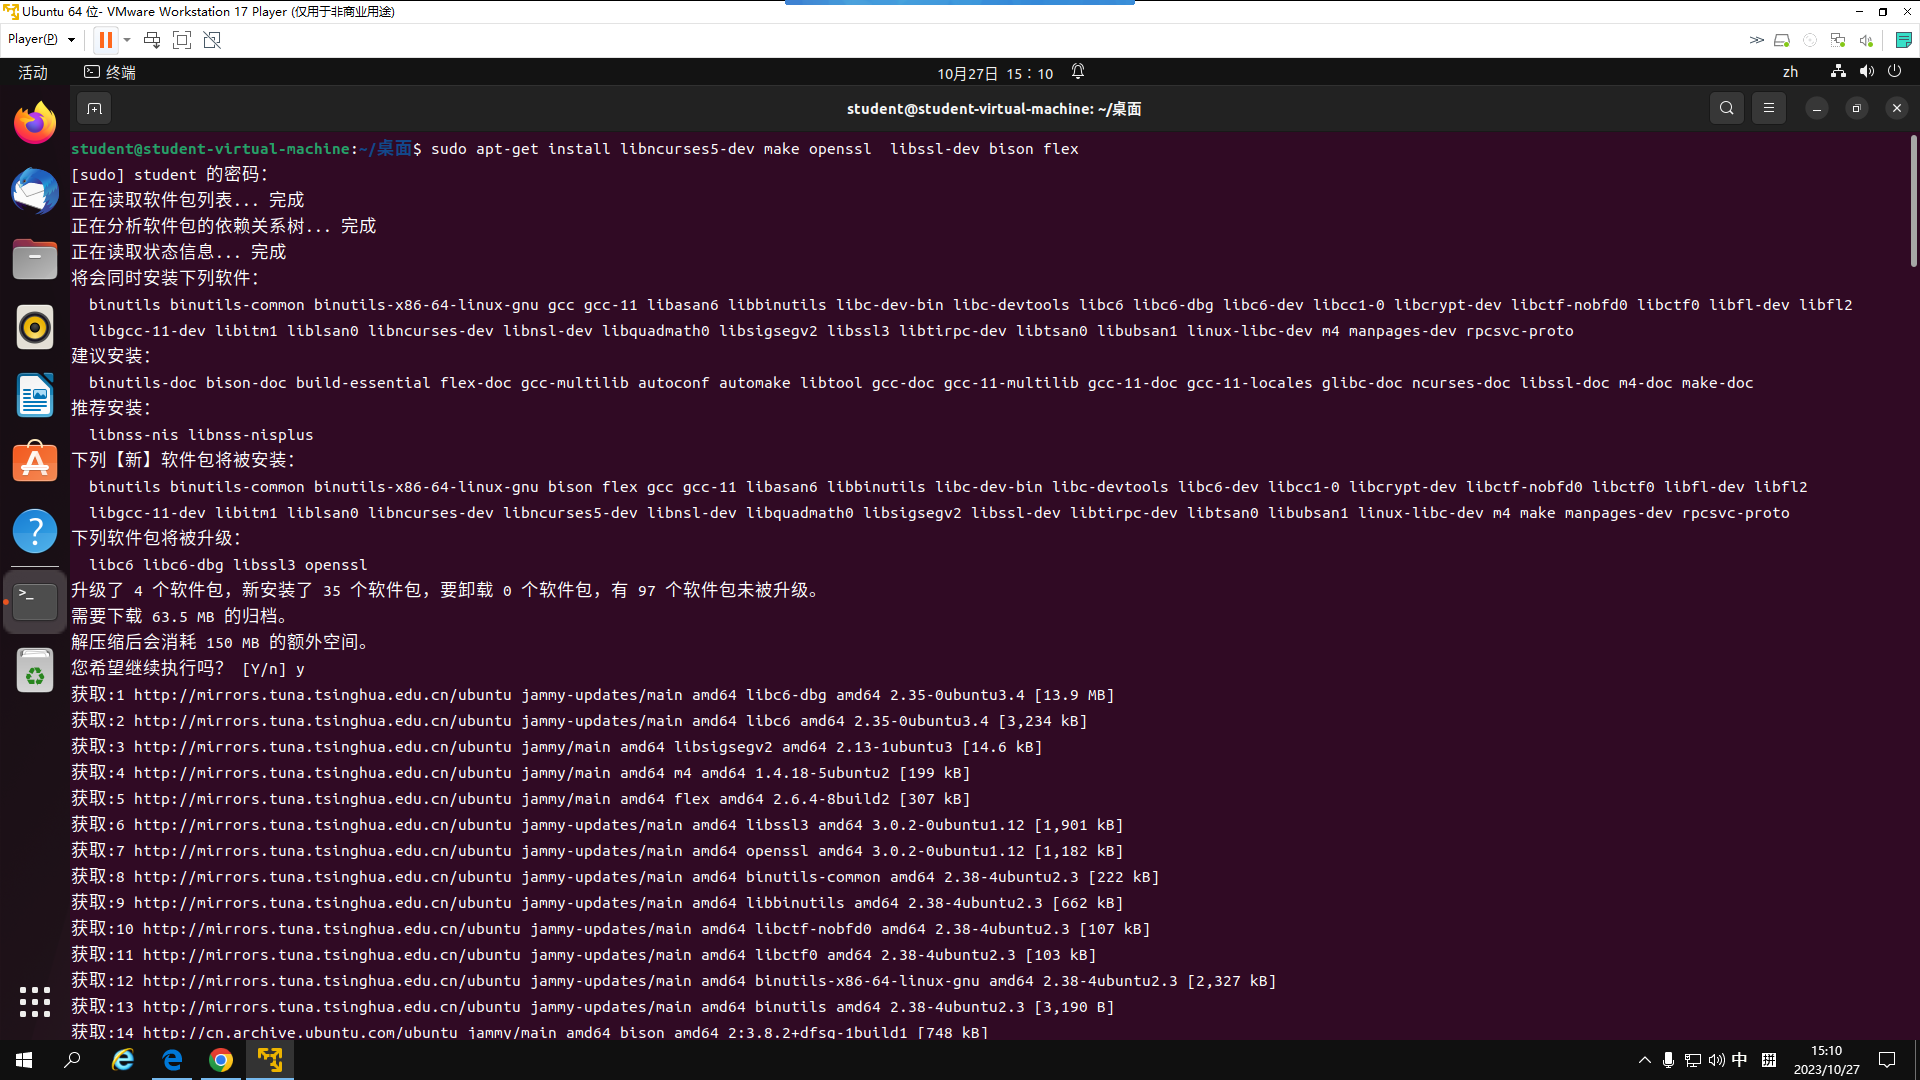 Ubuntu 64 位- VMware Workstation 17 Player (仅用于非商业用途)
Player(P)
活动 终端 10月27日 15：10 zh
student@student-virtual-machine: ~/桌面
student@student-virtual-machine:~/桌面$ sudo apt-get install libncurses5-dev make openssl  libssl-dev bison flex
[sudo] student 的密码：
正在读取软件包列表... 完成
正在分析软件包的依赖关系树... 完成
正在读取状态信息... 完成
将会同时安装下列软件：
  binutils binutils-common binutils-x86-64-linux-gnu gcc gcc-11 libasan6 libbinutils libc-dev-bin libc-devtools libc6 libc6-dbg libc6-dev libcc1-0 libcrypt-dev libctf-nobfd0 libctf0 libfl-dev libfl2
  libgcc-11-dev libitm1 liblsan0 libncurses-dev libnsl-dev libquadmath0 libsigsegv2 libssl3 libtirpc-dev libtsan0 libubsan1 linux-libc-dev m4 manpages-dev rpcsvc-proto
建议安装：
  binutils-doc bison-doc build-essential flex-doc gcc-multilib autoconf automake libtool gcc-doc gcc-11-multilib gcc-11-doc gcc-11-locales glibc-doc ncurses-doc libssl-doc m4-doc make-doc
推荐安装：
  libnss-nis libnss-nisplus
下列【新】软件包将被安装：
  binutils binutils-common binutils-x86-64-linux-gnu bison flex gcc gcc-11 libasan6 libbinutils libc-dev-bin libc-devtools libc6-dev libcc1-0 libcrypt-dev libctf-nobfd0 libctf0 libfl-dev libfl2
  libgcc-11-dev libitm1 liblsan0 libncurses-dev libncurses5-dev libnsl-dev libquadmath0 libsigsegv2 libssl-dev libtirpc-dev libtsan0 libubsan1 linux-libc-dev m4 make manpages-dev rpcsvc-proto
下列软件包将被升级：
  libc6 libc6-dbg libssl3 openssl
升级了 4 个软件包，新安装了 35 个软件包，要卸载 0 个软件包，有 97 个软件包未被升级。
需要下载 63.5 MB 的归档。
解压缩后会消耗 150 MB 的额外空间。
您希望继续执行吗？ [Y/n] y
获取:1 http://mirrors.tuna.tsinghua.edu.cn/ubuntu jammy-updates/main amd64 libc6-dbg amd64 2.35-0ubuntu3.4 [13.9 MB]
获取:2 http://mirrors.tuna.tsinghua.edu.cn/ubuntu jammy-updates/main amd64 libc6 amd64 2.35-0ubuntu3.4 [3,234 kB]
获取:3 http://mirrors.tuna.tsinghua.edu.cn/ubuntu jammy/main amd64 libsigsegv2 amd64 2.13-1ubuntu3 [14.6 kB]
获取:4 http://mirrors.tuna.tsinghua.edu.cn/ubuntu jammy/main amd64 m4 amd64 1.4.18-5ubuntu2 [199 kB]
获取:5 http://mirrors.tuna.tsinghua.edu.cn/ubuntu jammy/main amd64 flex amd64 2.6.4-8build2 [307 kB]
获取:6 http://mirrors.tuna.tsinghua.edu.cn/ubuntu jammy-updates/main amd64 libssl3 amd64 3.0.2-0ubuntu1.12 [1,901 kB]
获取:7 http://mirrors.tuna.tsinghua.edu.cn/ubuntu jammy-updates/main amd64 openssl amd64 3.0.2-0ubuntu1.12 [1,182 kB]
获取:8 http://mirrors.tuna.tsinghua.edu.cn/ubuntu jammy-updates/main amd64 binutils-common amd64 2.38-4ubuntu2.3 [222 kB]
获取:9 http://mirrors.tuna.tsinghua.edu.cn/ubuntu jammy-updates/main amd64 libbinutils amd64 2.38-4ubuntu2.3 [662 kB]
获取:10 http://mirrors.tuna.tsinghua.edu.cn/ubuntu jammy-updates/main amd64 libctf-nobfd0 amd64 2.38-4ubuntu2.3 [107 kB]
获取:11 http://mirrors.tuna.tsinghua.edu.cn/ubuntu jammy-updates/main amd64 libctf0 amd64 2.38-4ubuntu2.3 [103 kB]
获取:12 http://mirrors.tuna.tsinghua.edu.cn/ubuntu jammy-updates/main amd64 binutils-x86-64-linux-gnu amd64 2.38-4ubuntu2.3 [2,327 kB]
获取:13 http://mirrors.tuna.tsinghua.edu.cn/ubuntu jammy-updates/main amd64 binutils amd64 2.38-4ubuntu2.3 [3,190 B]
获取:14 http://cn.archive.ubuntu.com/ubuntu jammy/main amd64 bison amd64 2:3.8.2+dfsg-1build1 [748 kB]
中 15:10
2023/10/27